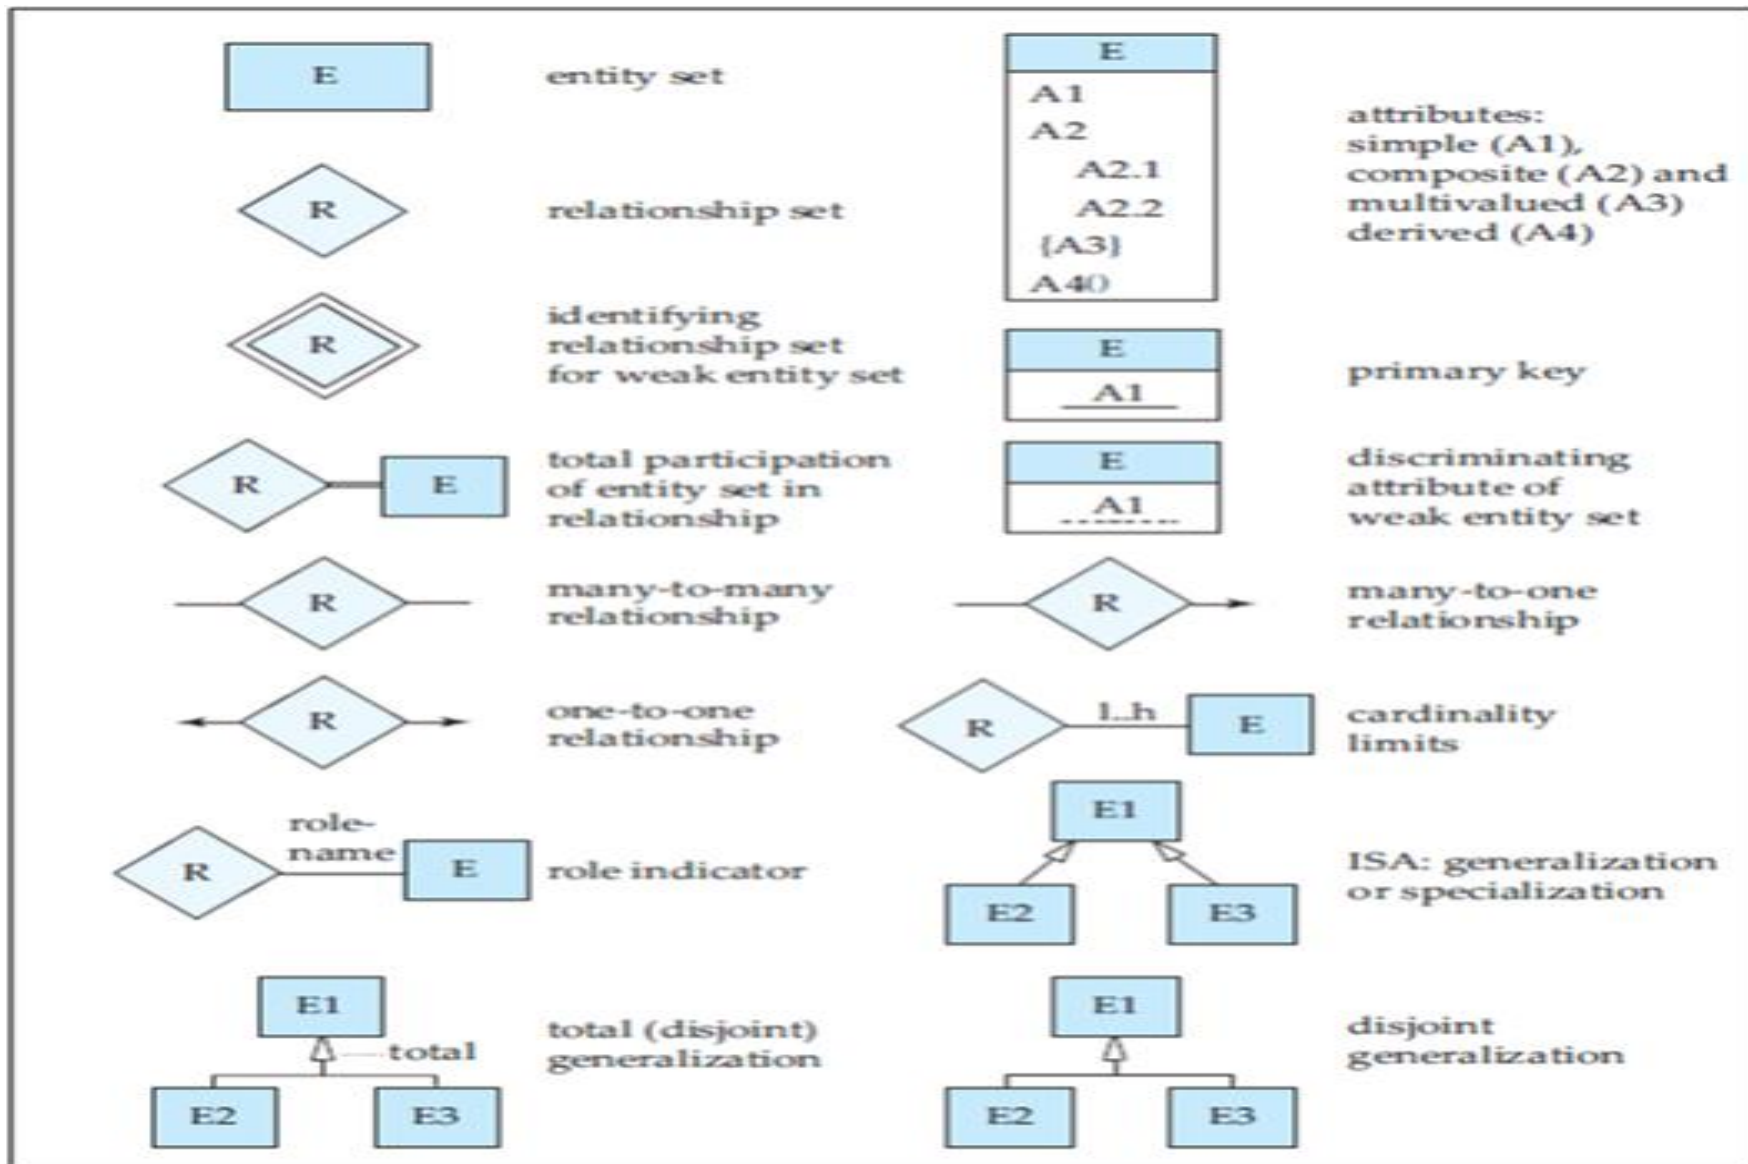 E
entity set
R
relationship set
R
identifying
relationship set
for weak entity set
R
E
total participation
of entity set in
relationship
R
many-to-many
relationship
R
one-to-one
relationship
R
role-
name
E
role indicator
E1
total
E2
E3
total (disjoint)
generalization
E
A1
A2
A2.1
A2.2
{A3}
A4()
attributes:
simple (A1),
composite (A2) and
multivalued (A3)
derived (A4)
E
A1
primary key
E
A1
discriminating
attribute of
weak entity set
R
many-to-one
relationship
R
l..h
E
cardinality
limits
E1
E2
E3
ISA: generalization
or specialization
E1
E2
E3
disjoint
generalization